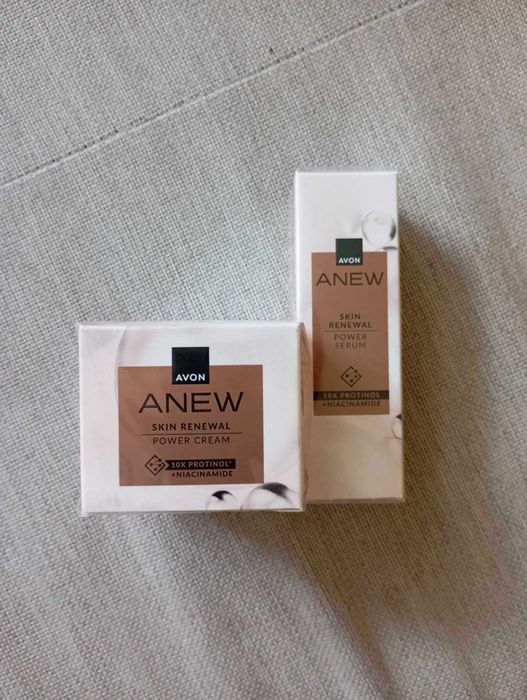 AVON
ANEW
SKIN RENEWAL
POWER CREAM
10X PROTINOL*
+NIACINAMIDE
AVON
ANEW
SKIN
RENEWAL
POWER
SERUM
10X PROTINOL
+NIACINAMIDE